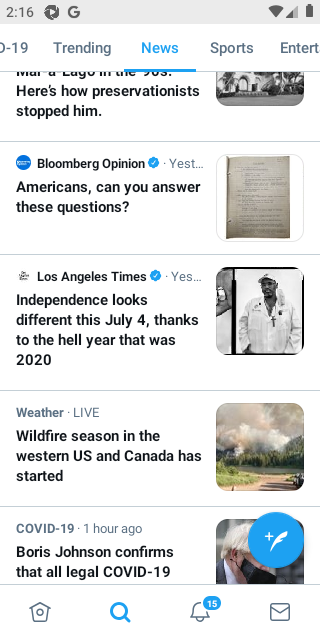 2:16
D-19 Trending News Sports Entert
Mar-a-Lago in the '90s.
Here's how preservationists
stopped him.
Bloomberg Opinion · Yest...
Americans, can you answer
these questions?
Los Angeles Times · Yes...
Independence looks
different this July 4, thanks
to the hell year that was
2020
Weather · LIVE
Wildfire season in the
western US and Canada has
started
COVID-19 · 1 hour ago
Boris Johnson confirms
that all legal COVID-19
15